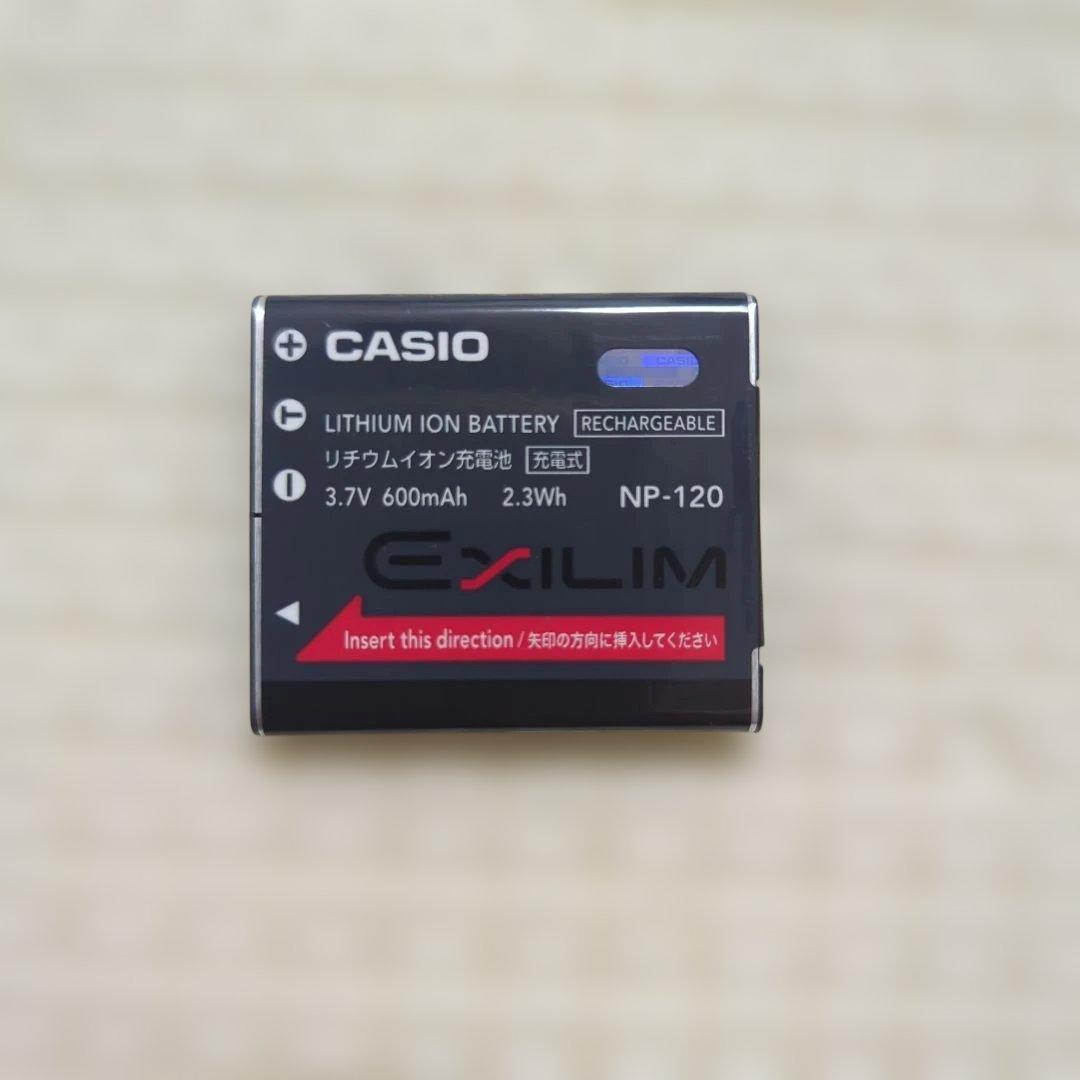 CASIO
CASIO
LITHIUM ION BATTERY RECHARGEABLE
リチウムイオン充電池 充電式
3.7V 600mAh 2.3Wh NP-120
EXILIM
Insert this direction / 矢印の方向に挿入してください